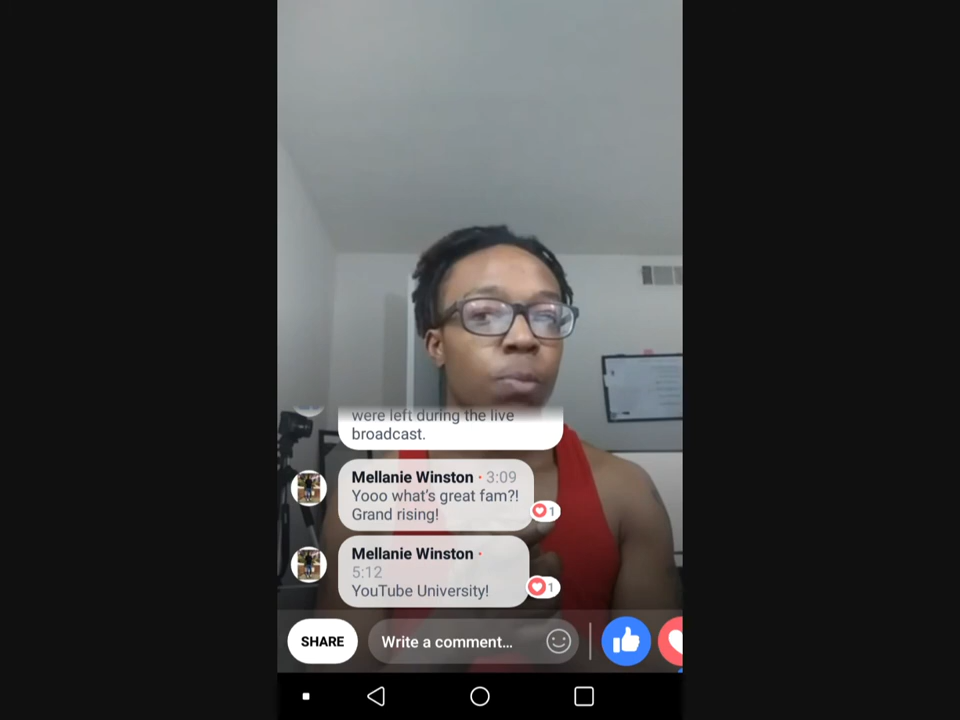 were left during the live
broadcast.
Mellanie Winston · 3:09
Yooo what's great fam?!
Grand rising!
1
Mellanie Winston ·
5:12
YouTube University!
1
SHARE
Write a comment...